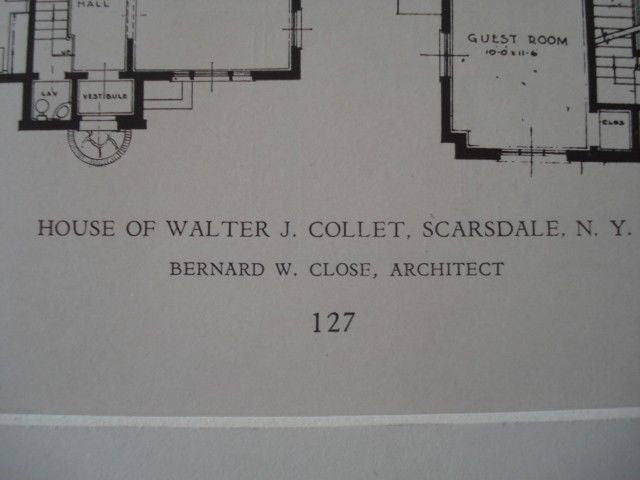 HALL
LAV
VESTIBULE
GUEST ROOM
10-0 x 11-6
CLOS
HOUSE OF WALTER J. COLLET, SCARSDALE, N. Y.
BERNARD W. CLOSE, ARCHITECT
127